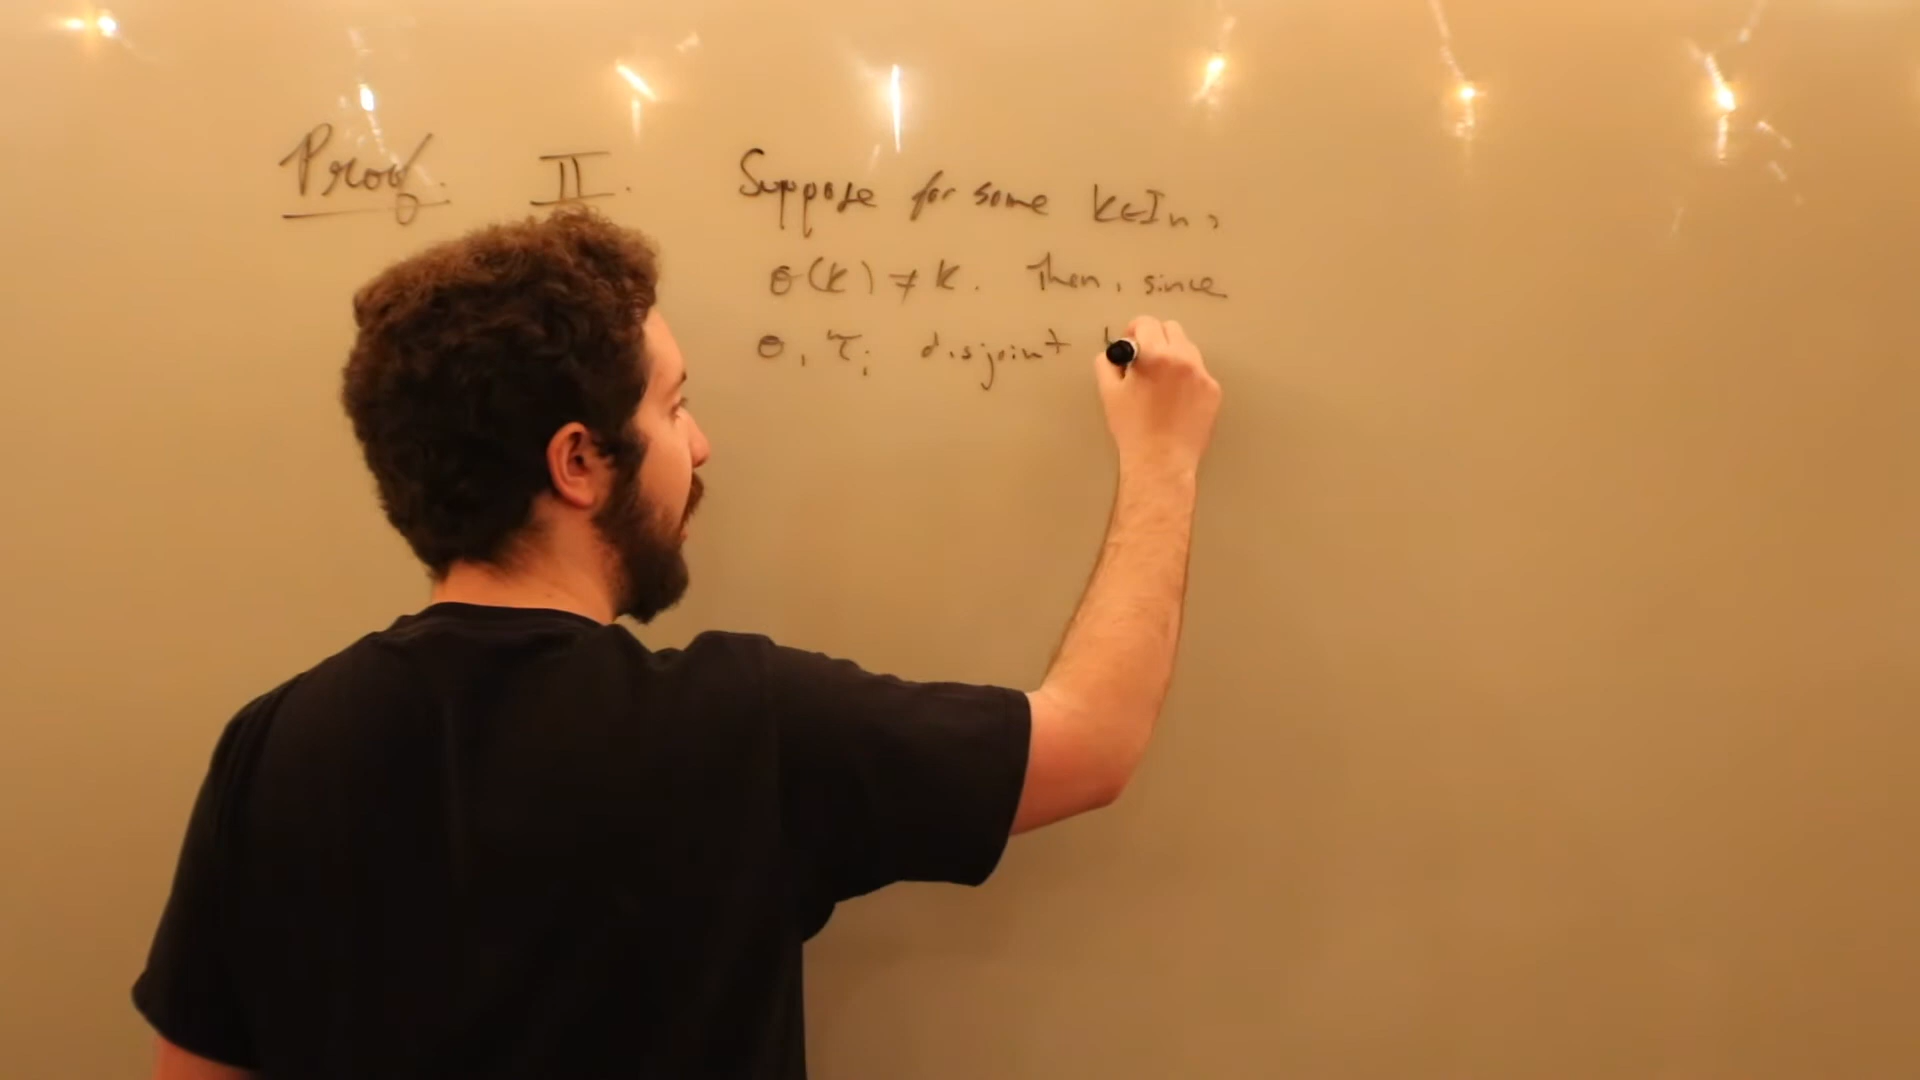 Proof. II. Suppose for some k∈Iₙ,
θ(k) ≠ k. Then, since
θ, τᵢ disjoint